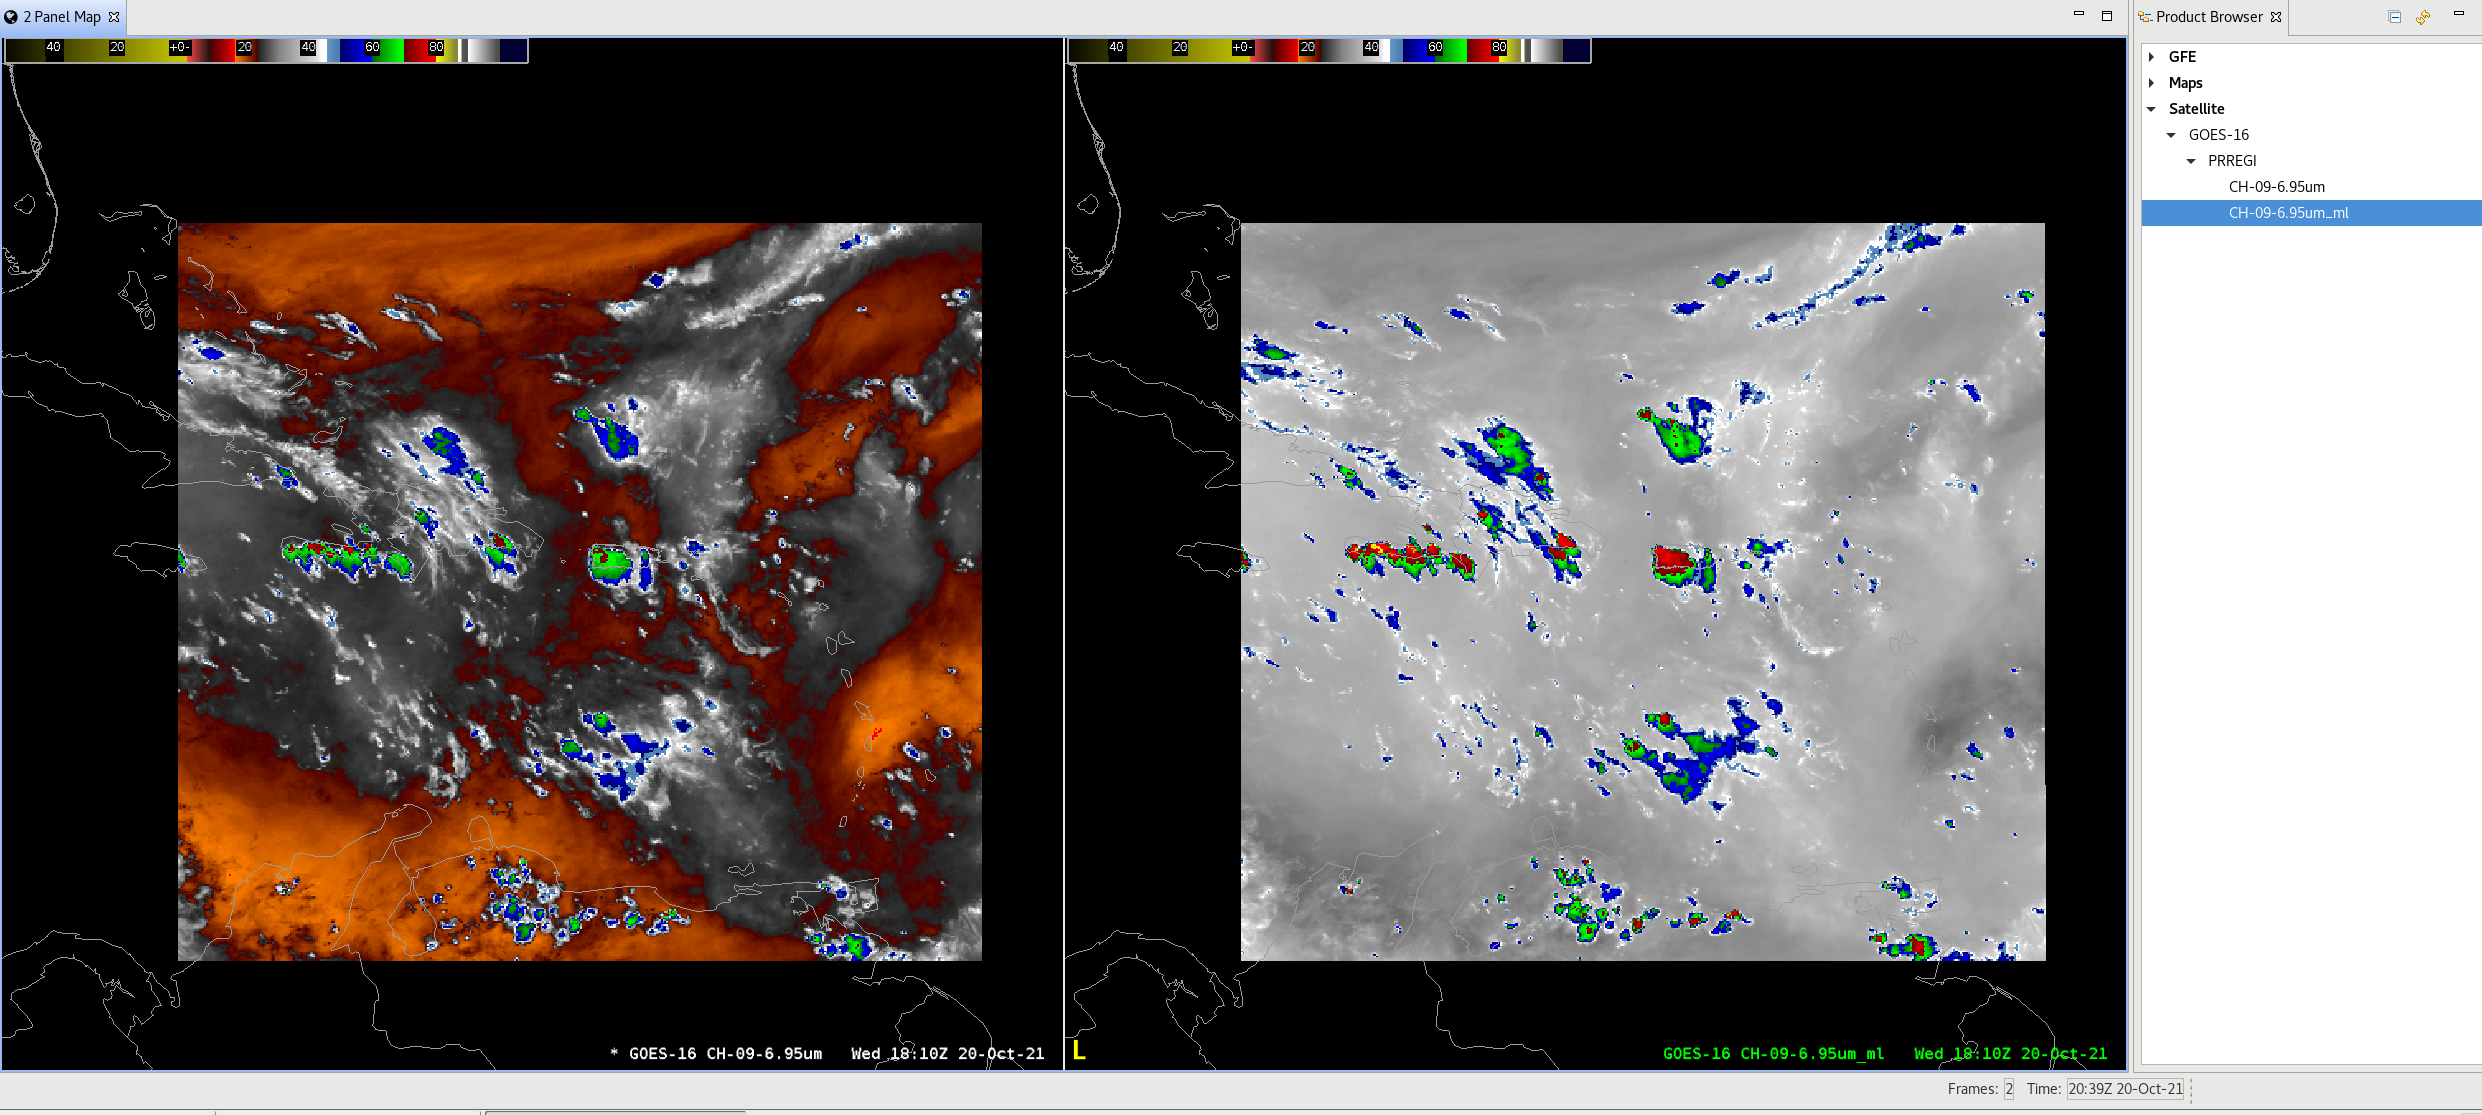 2 Panel Map
Product Browser
40 20 +0- 20 40 60 80
40 20 +0- 20 40 60 80
GFE
Maps
Satellite
GOES-16
PRREGI
CH-09-6.95um
CH-09-6.95um_ml
* GOES-16 CH-09-6.95um Wed 18:10Z 20-Oct-21
L
GOES-16 CH-09-6.95um_ml Wed 18:10Z 20-Oct-21
Frames: 2 Time: 20:39Z 20-Oct-21